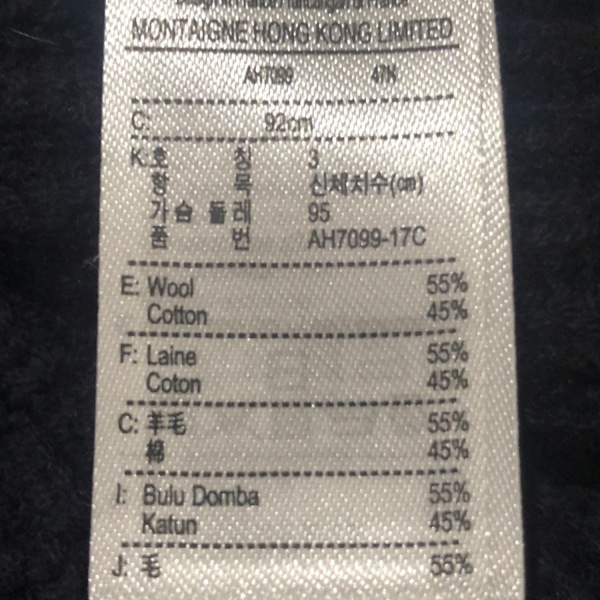 MONTAIGNE HONG KONG LIMITED
AH7099 47N
C: 92cm
K: 호 칭 3
항 목 신체치수(cm)
가슴 둘레 95
품 번 AH7099-17C
E: Wool 55%
Cotton 45%
F: Laine 55%
Coton 45%
C: 羊毛 55%
棉 45%
I: Bulu Domba 55%
Katun 45%
J: 毛 55%